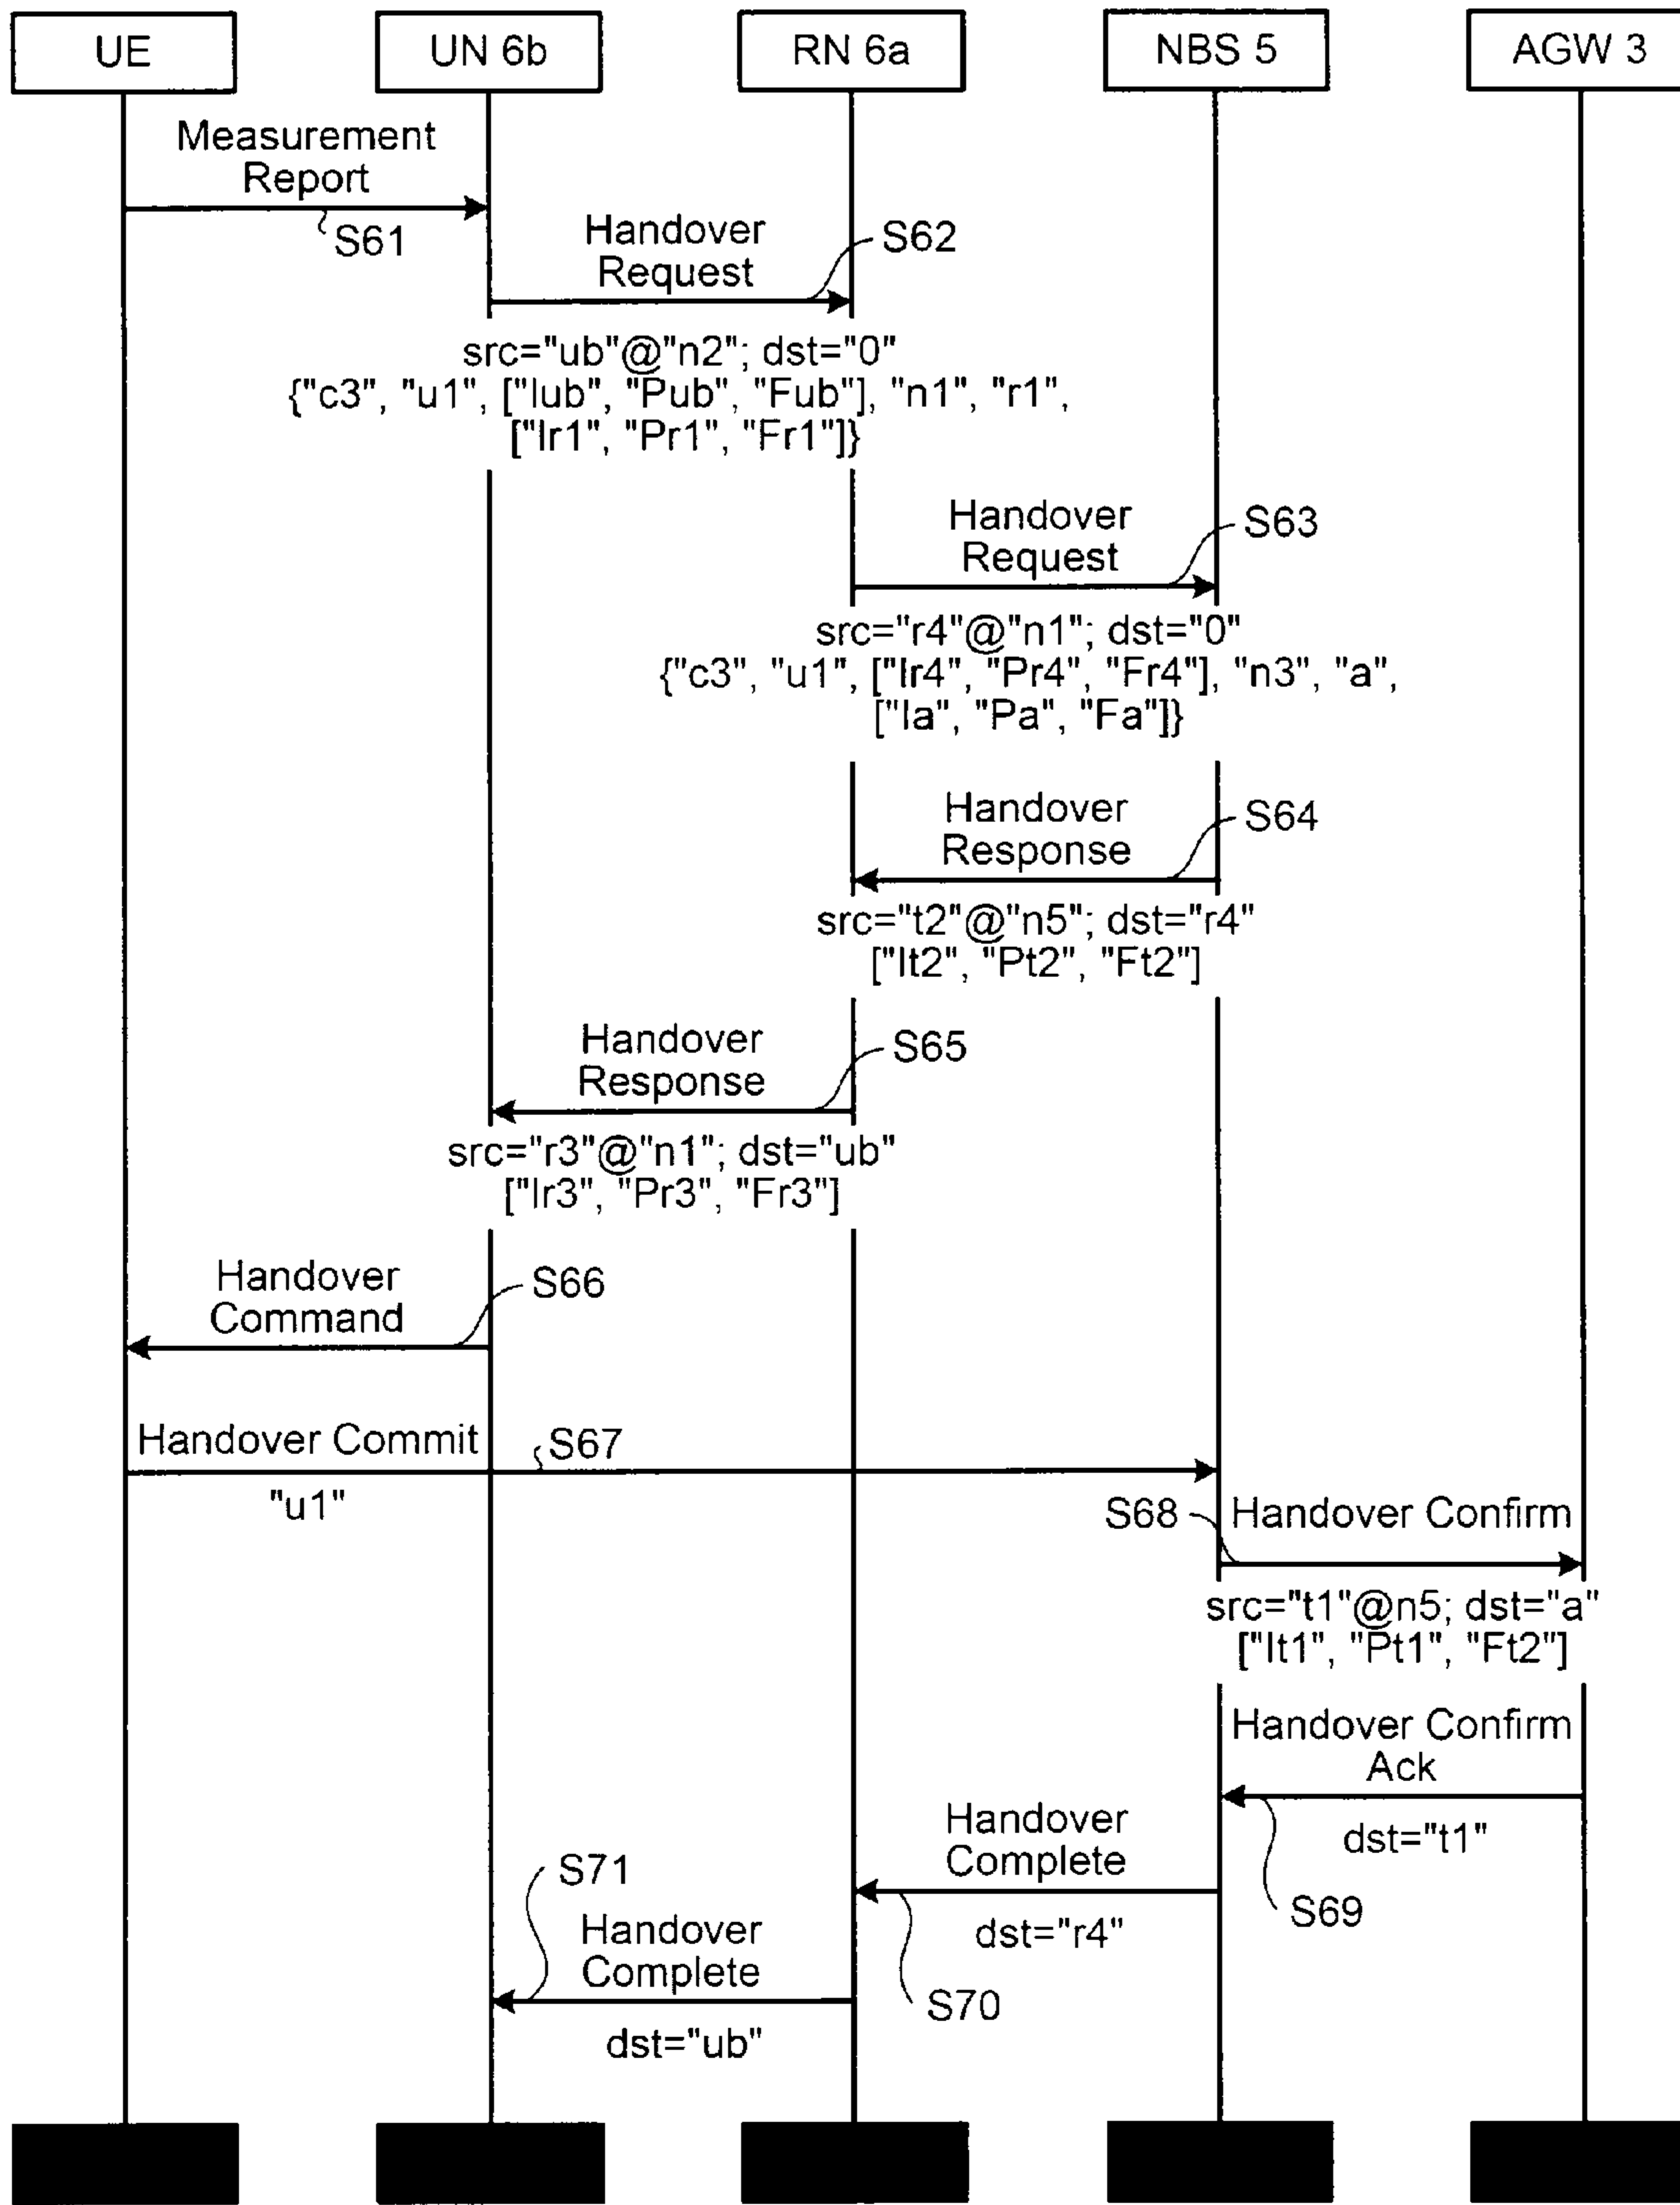 UE
UN 6b
RN 6a
NBS 5
AGW 3
Measurement
Report
S61
Handover
Request
S62
src="ub"@"n2"; dst="0"
{"c3", "u1", ["Iub", "Pub", "Fub"], "n1", "r1",
["Ir1", "Pr1", "Fr1"]}
Handover
Request
S63
src="r4"@"n1"; dst="0"
{"c3", "u1", ["Ir4", "Pr4", "Fr4"], "n3", "a",
["Ia", "Pa", "Fa"]}
Handover
Response
S64
src="t2"@"n5"; dst="r4"
["It2", "Pt2", "Ft2"]
Handover
Response
S65
src="r3"@"n1"; dst="ub"
["Ir3", "Pr3", "Fr3"]
Handover
Command
S66
Handover Commit
S67
"u1"
S68
Handover Confirm
src="t1"@n5; dst="a"
["It1", "Pt1", "Ft2"]
Handover Confirm
Ack
dst="t1"
S69
Handover
Complete
dst="r4"
S70
S71
Handover
Complete
dst="ub"